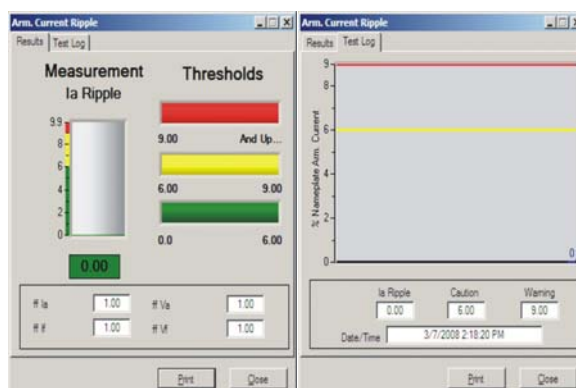 Arm. Current Ripple
Results Test Log
Measurement
Ia Ripple
Thresholds
9.9
8
6
4
2
0
9.00 And Up...
6.00 9.00
0.0 6.00
0.00
ff Ia 1.00 ff Va 1.00
ff If 1.00 ff Vf 1.00
Print Close
Arm. Current Ripple
Results Test Log
9
8
6
4
2
0
% Nameplate Arm. Current
0
Ia Ripple Caution Warning
0.00 6.00 9.00
Date/Time 3/7/2008 2:18:20 PM
Print Close